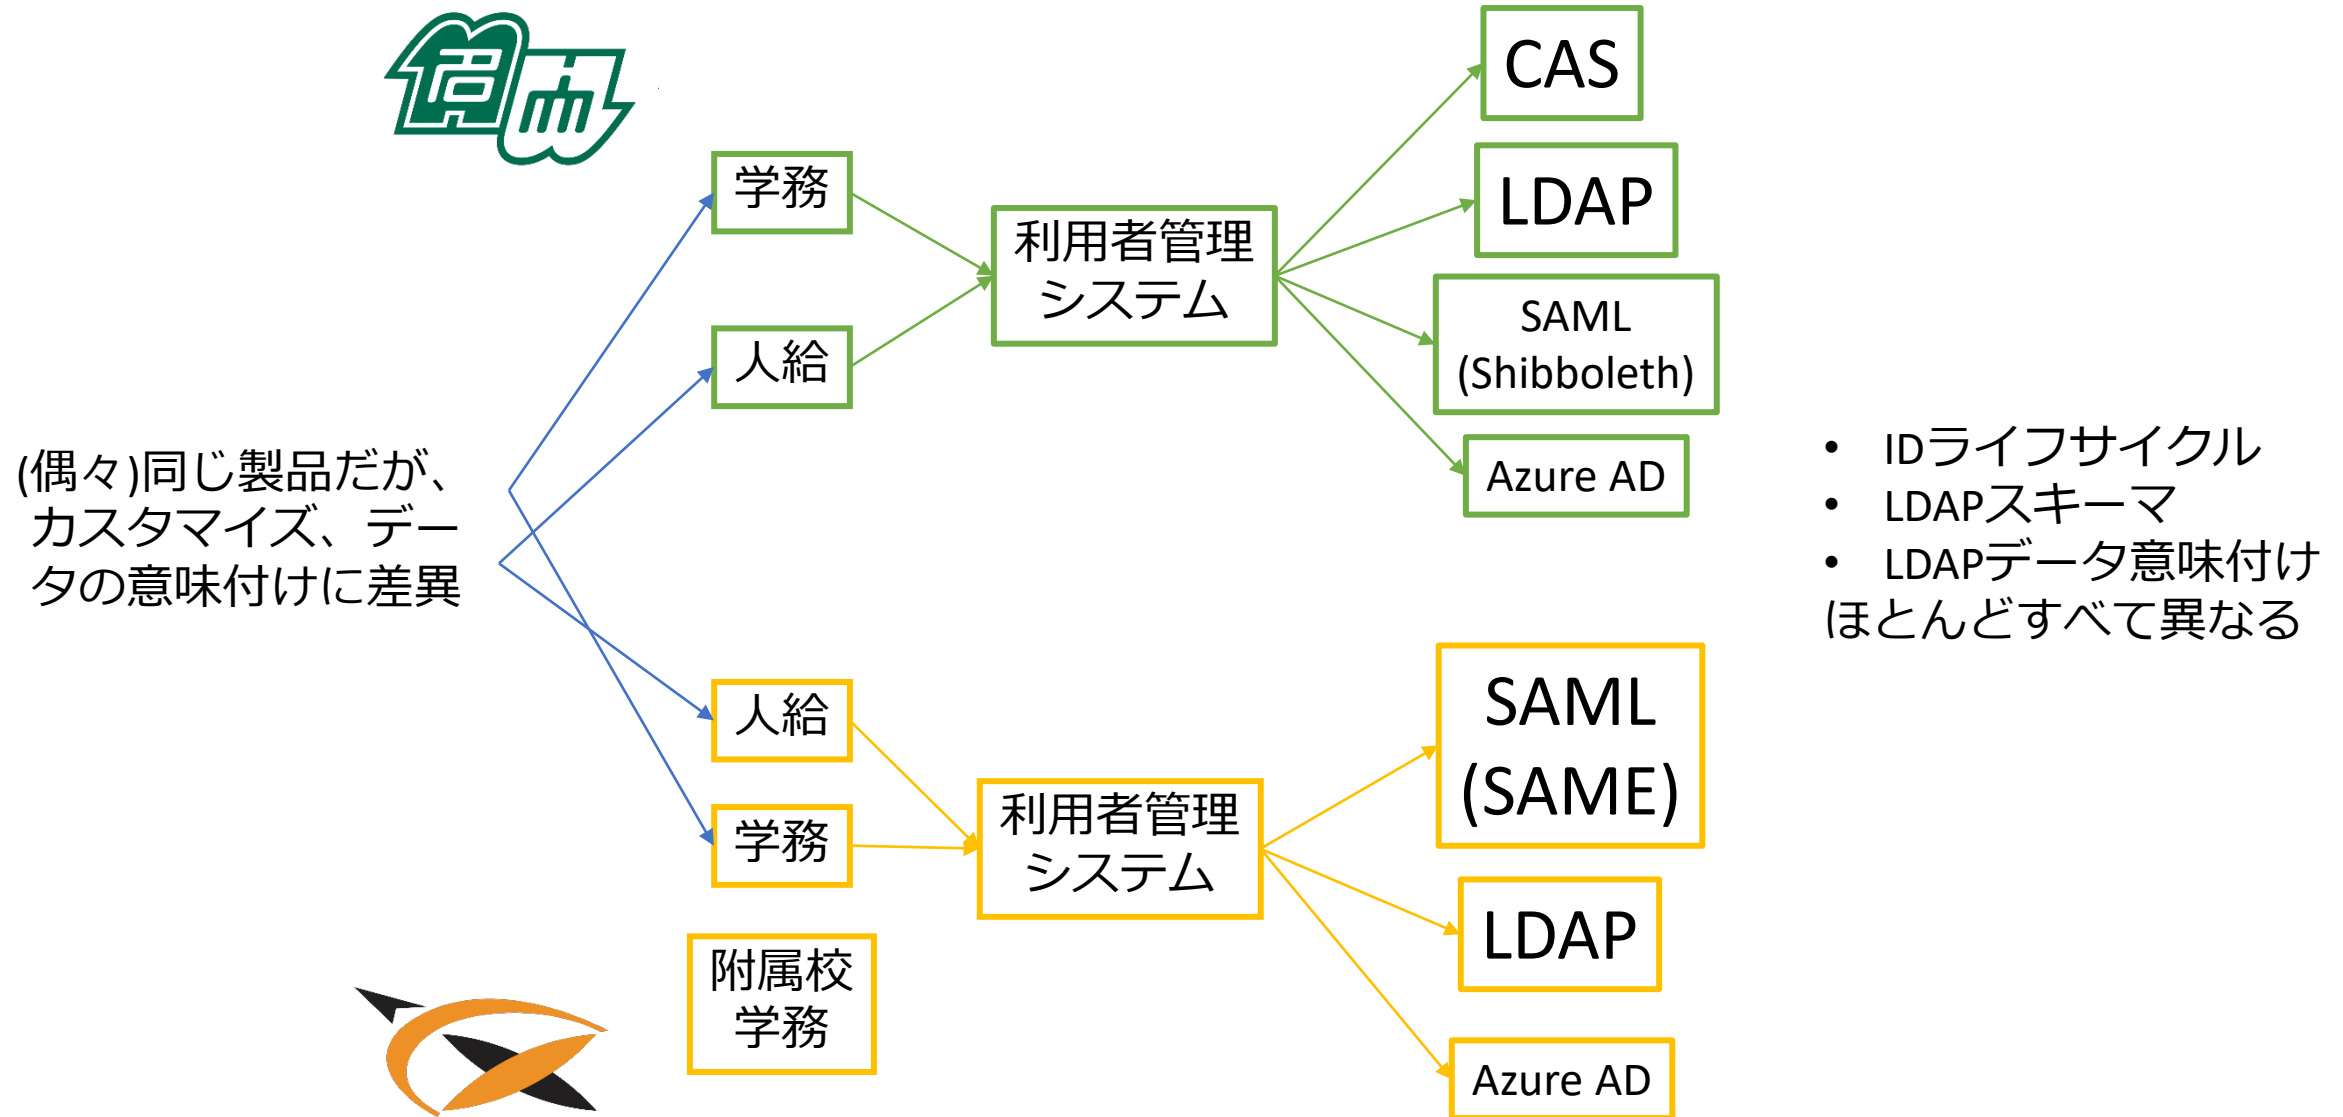 CAS
学務
LDAP
利用者管理
システム
SAML
(Shibboleth)
人給
Azure AD
(偶々)同じ製品だが、
カスタマイズ、デー
タの意味付けに差異
• IDライフサイクル
• LDAPスキーマ
• LDAPデータ意味付け
ほとんどすべて異なる
人給
SAML
(SAME)
学務
利用者管理
システム
LDAP
附属校
学務
Azure AD